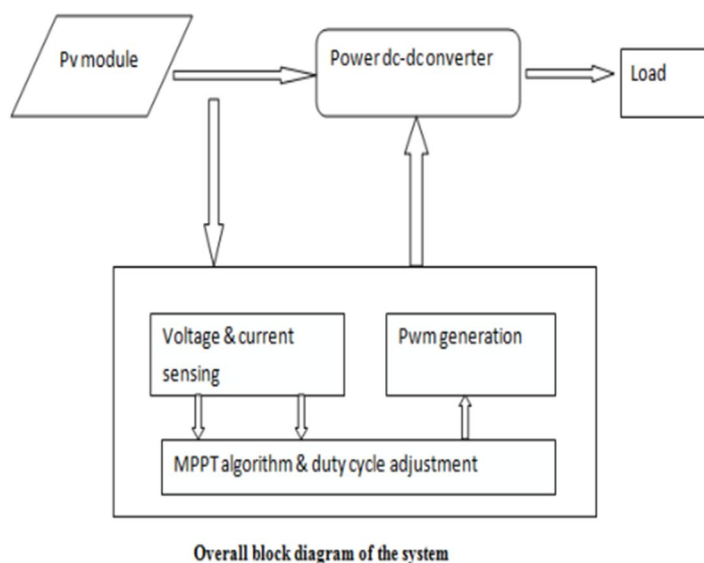 Pv module
Power dc-dc onverter
Load
Voltage & current
sensing
Pwm generation
MPPT algorithm & duty cycle adjustment
Overall block diagram of the system